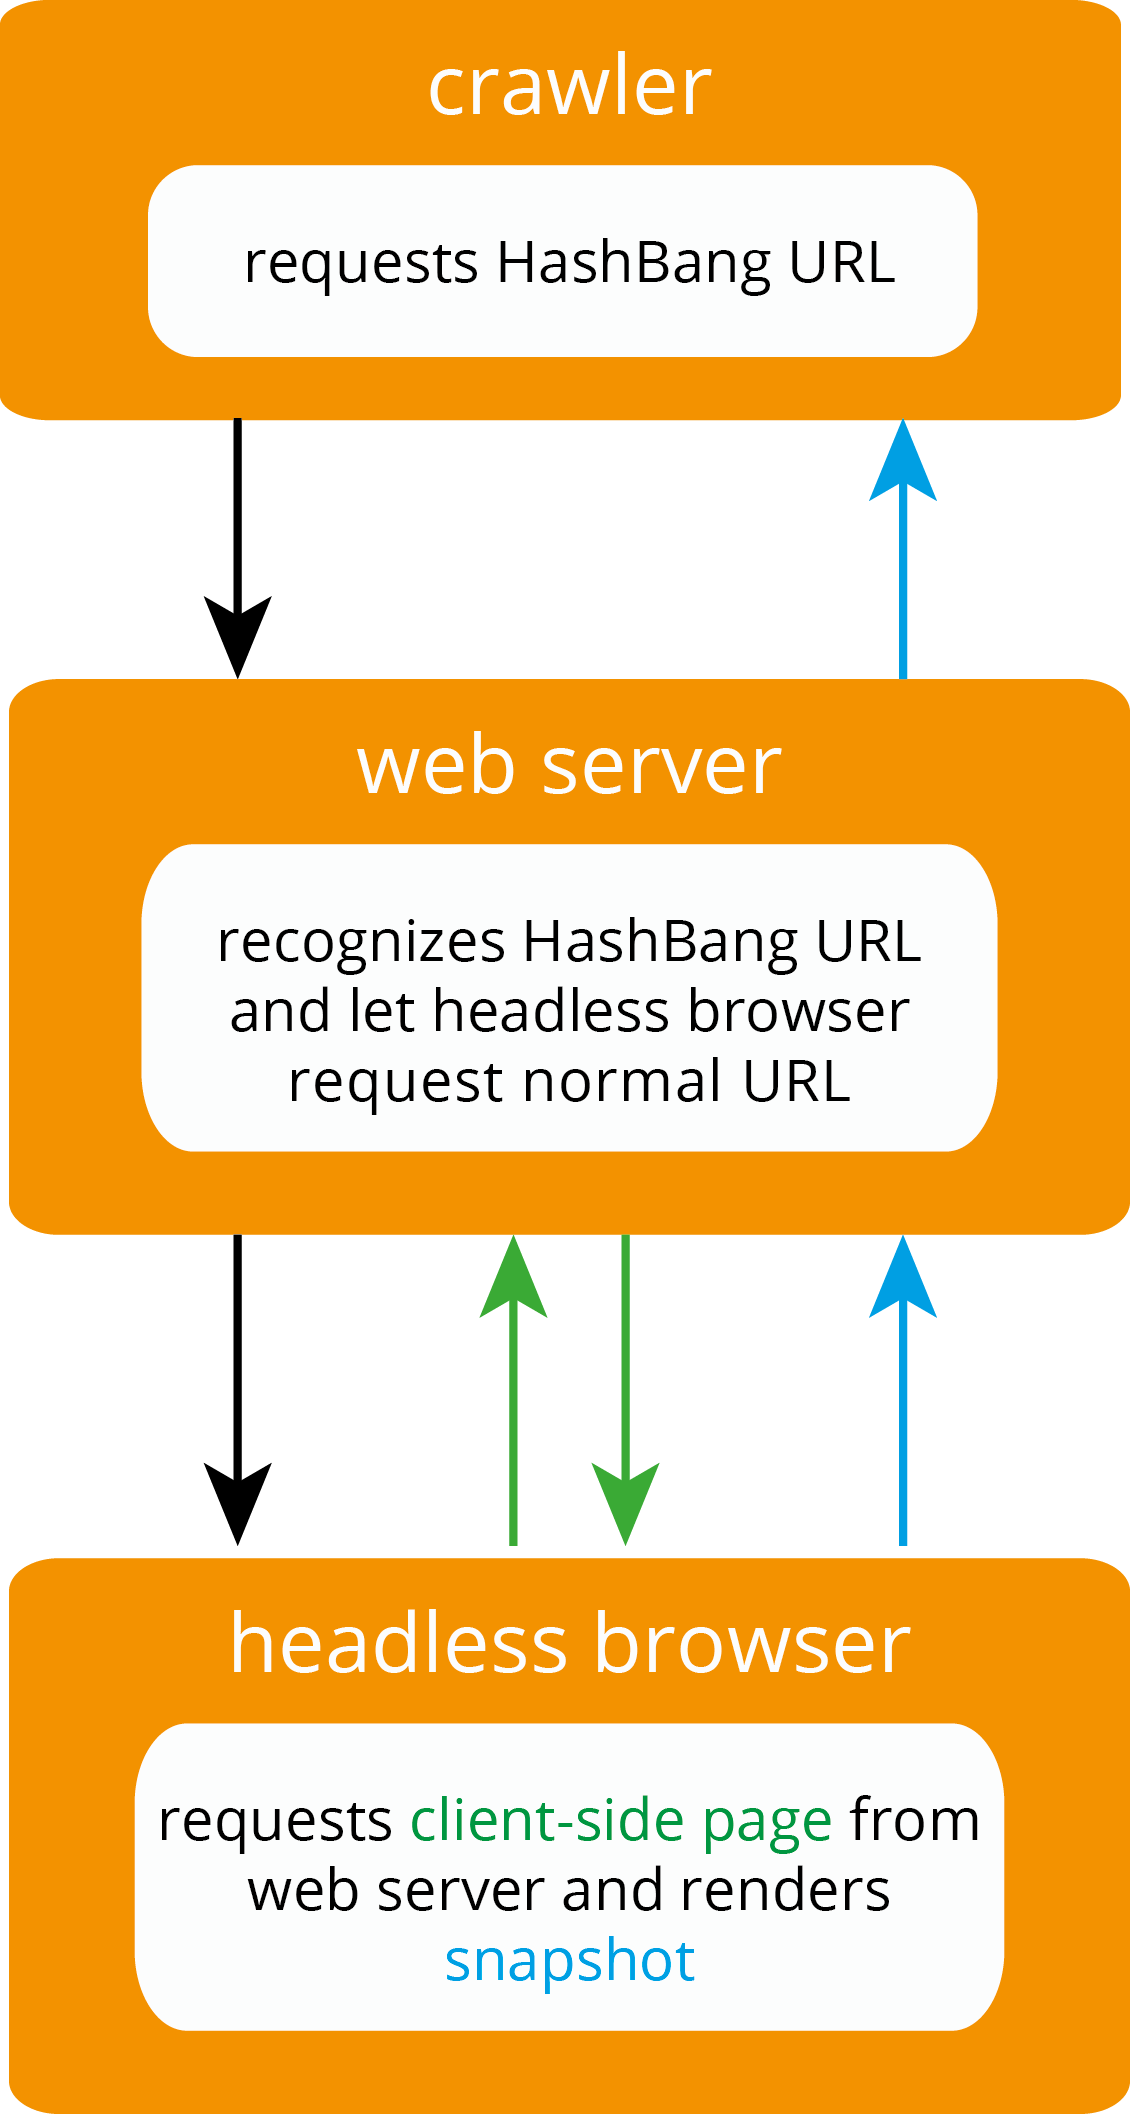 crawler
requests HashBang URL
web server
recognizes HashBang URL
and let headless browser
request normal URL
headless browser
requests client-side page from
web server and renders
snapshot